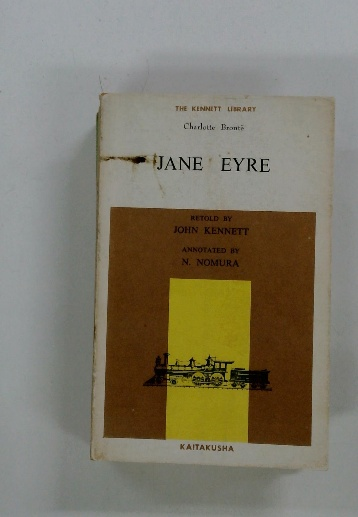 THE KENNETT LIBRARY
Charlotte Brontë
JANE EYRE
RETOLD BY
JOHN KENNETT
ANNOTATED BY
N. NOMURA
KAITAKUSHA